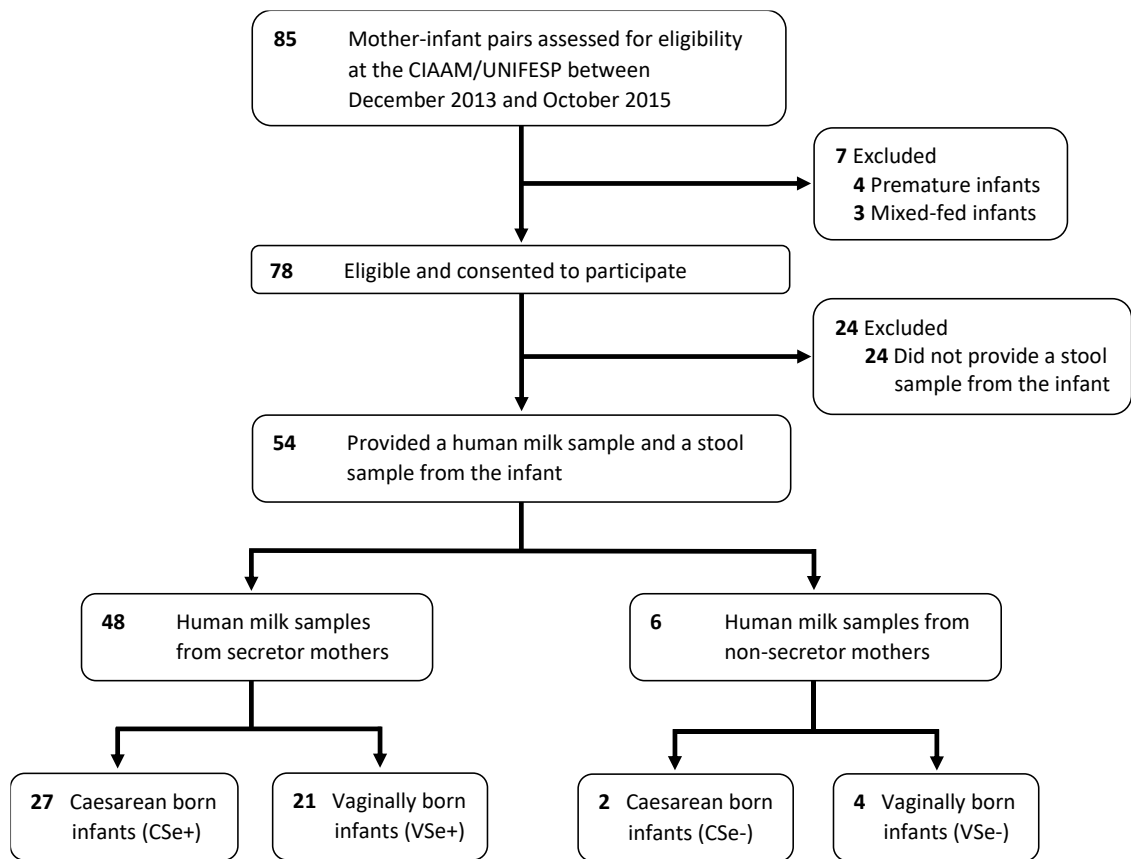 85 Mother-infant pairs assessed for eligibility
at the CIAAM/UNIFESP between
December 2013 and October 2015
7 Excluded
4 Premature infants
3 Mixed-fed infants
78 Eligible and consented to participate
24 Excluded
24 Did not provide a stool
sample from the infant
54 Provided a human milk sample and a stool
sample from the infant
48 Human milk samples
from secretor mothers
6 Human milk samples from
non-secretor mothers
27 Caesarean born
infants (CSe+)
21 Vaginally born
infants (VSe+)
2 Caesarean born
infants (CSe-)
4 Vaginally born
infants (VSe-)